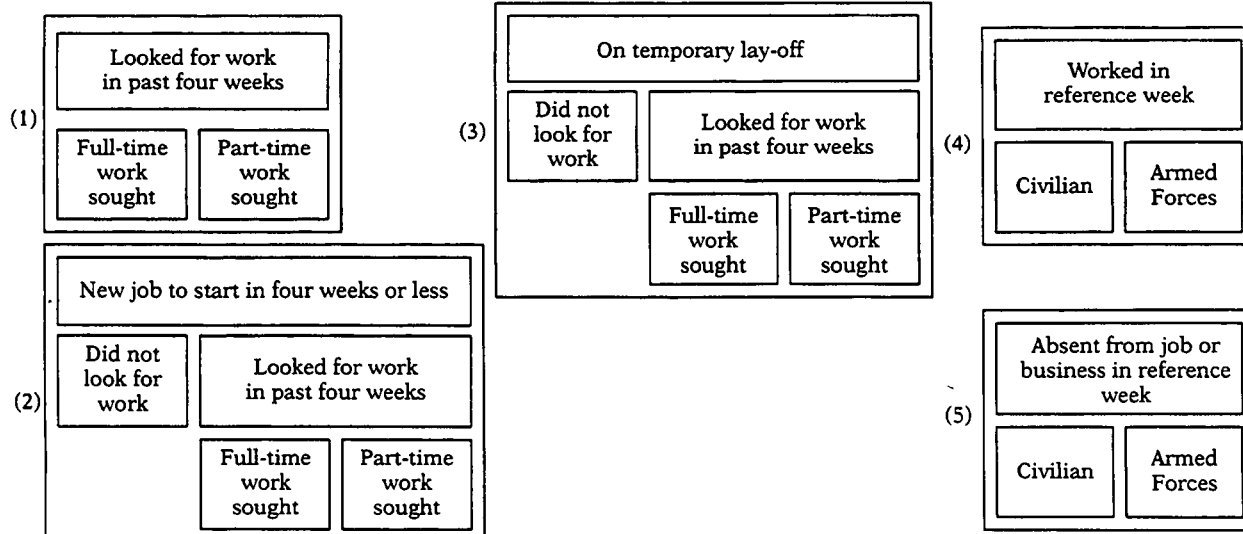 (1)
Looked for work
in past four weeks
Full-time
work
sought
Part-time
work
sought
(2)
New job to start in four weeks or less
Did not
look for
work
Looked for work
in past four weeks
Full-time
work
sought
Part-time
work
sought
(3)
On temporary lay-off
Did not
look for
work
Looked for work
in past four weeks
Full-time
work
sought
Part-time
work
sought
(4)
Worked in
reference week
Civilian
Armed
Forces
(5)
Absent from job or
business in reference
week
Civilian
Armed
Forces